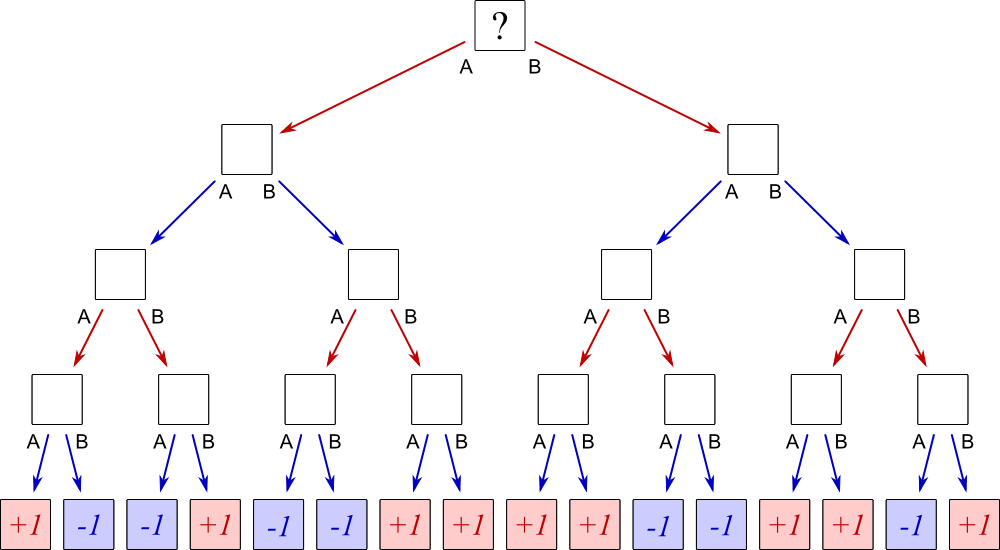 ?
A B
A B A B
A B A B A B A B
A B A B A B A B A B A B A B A B
+1 -1 -1 +1 -1 -1 +1 +1 +1 +1 -1 -1 +1 +1 -1 +1